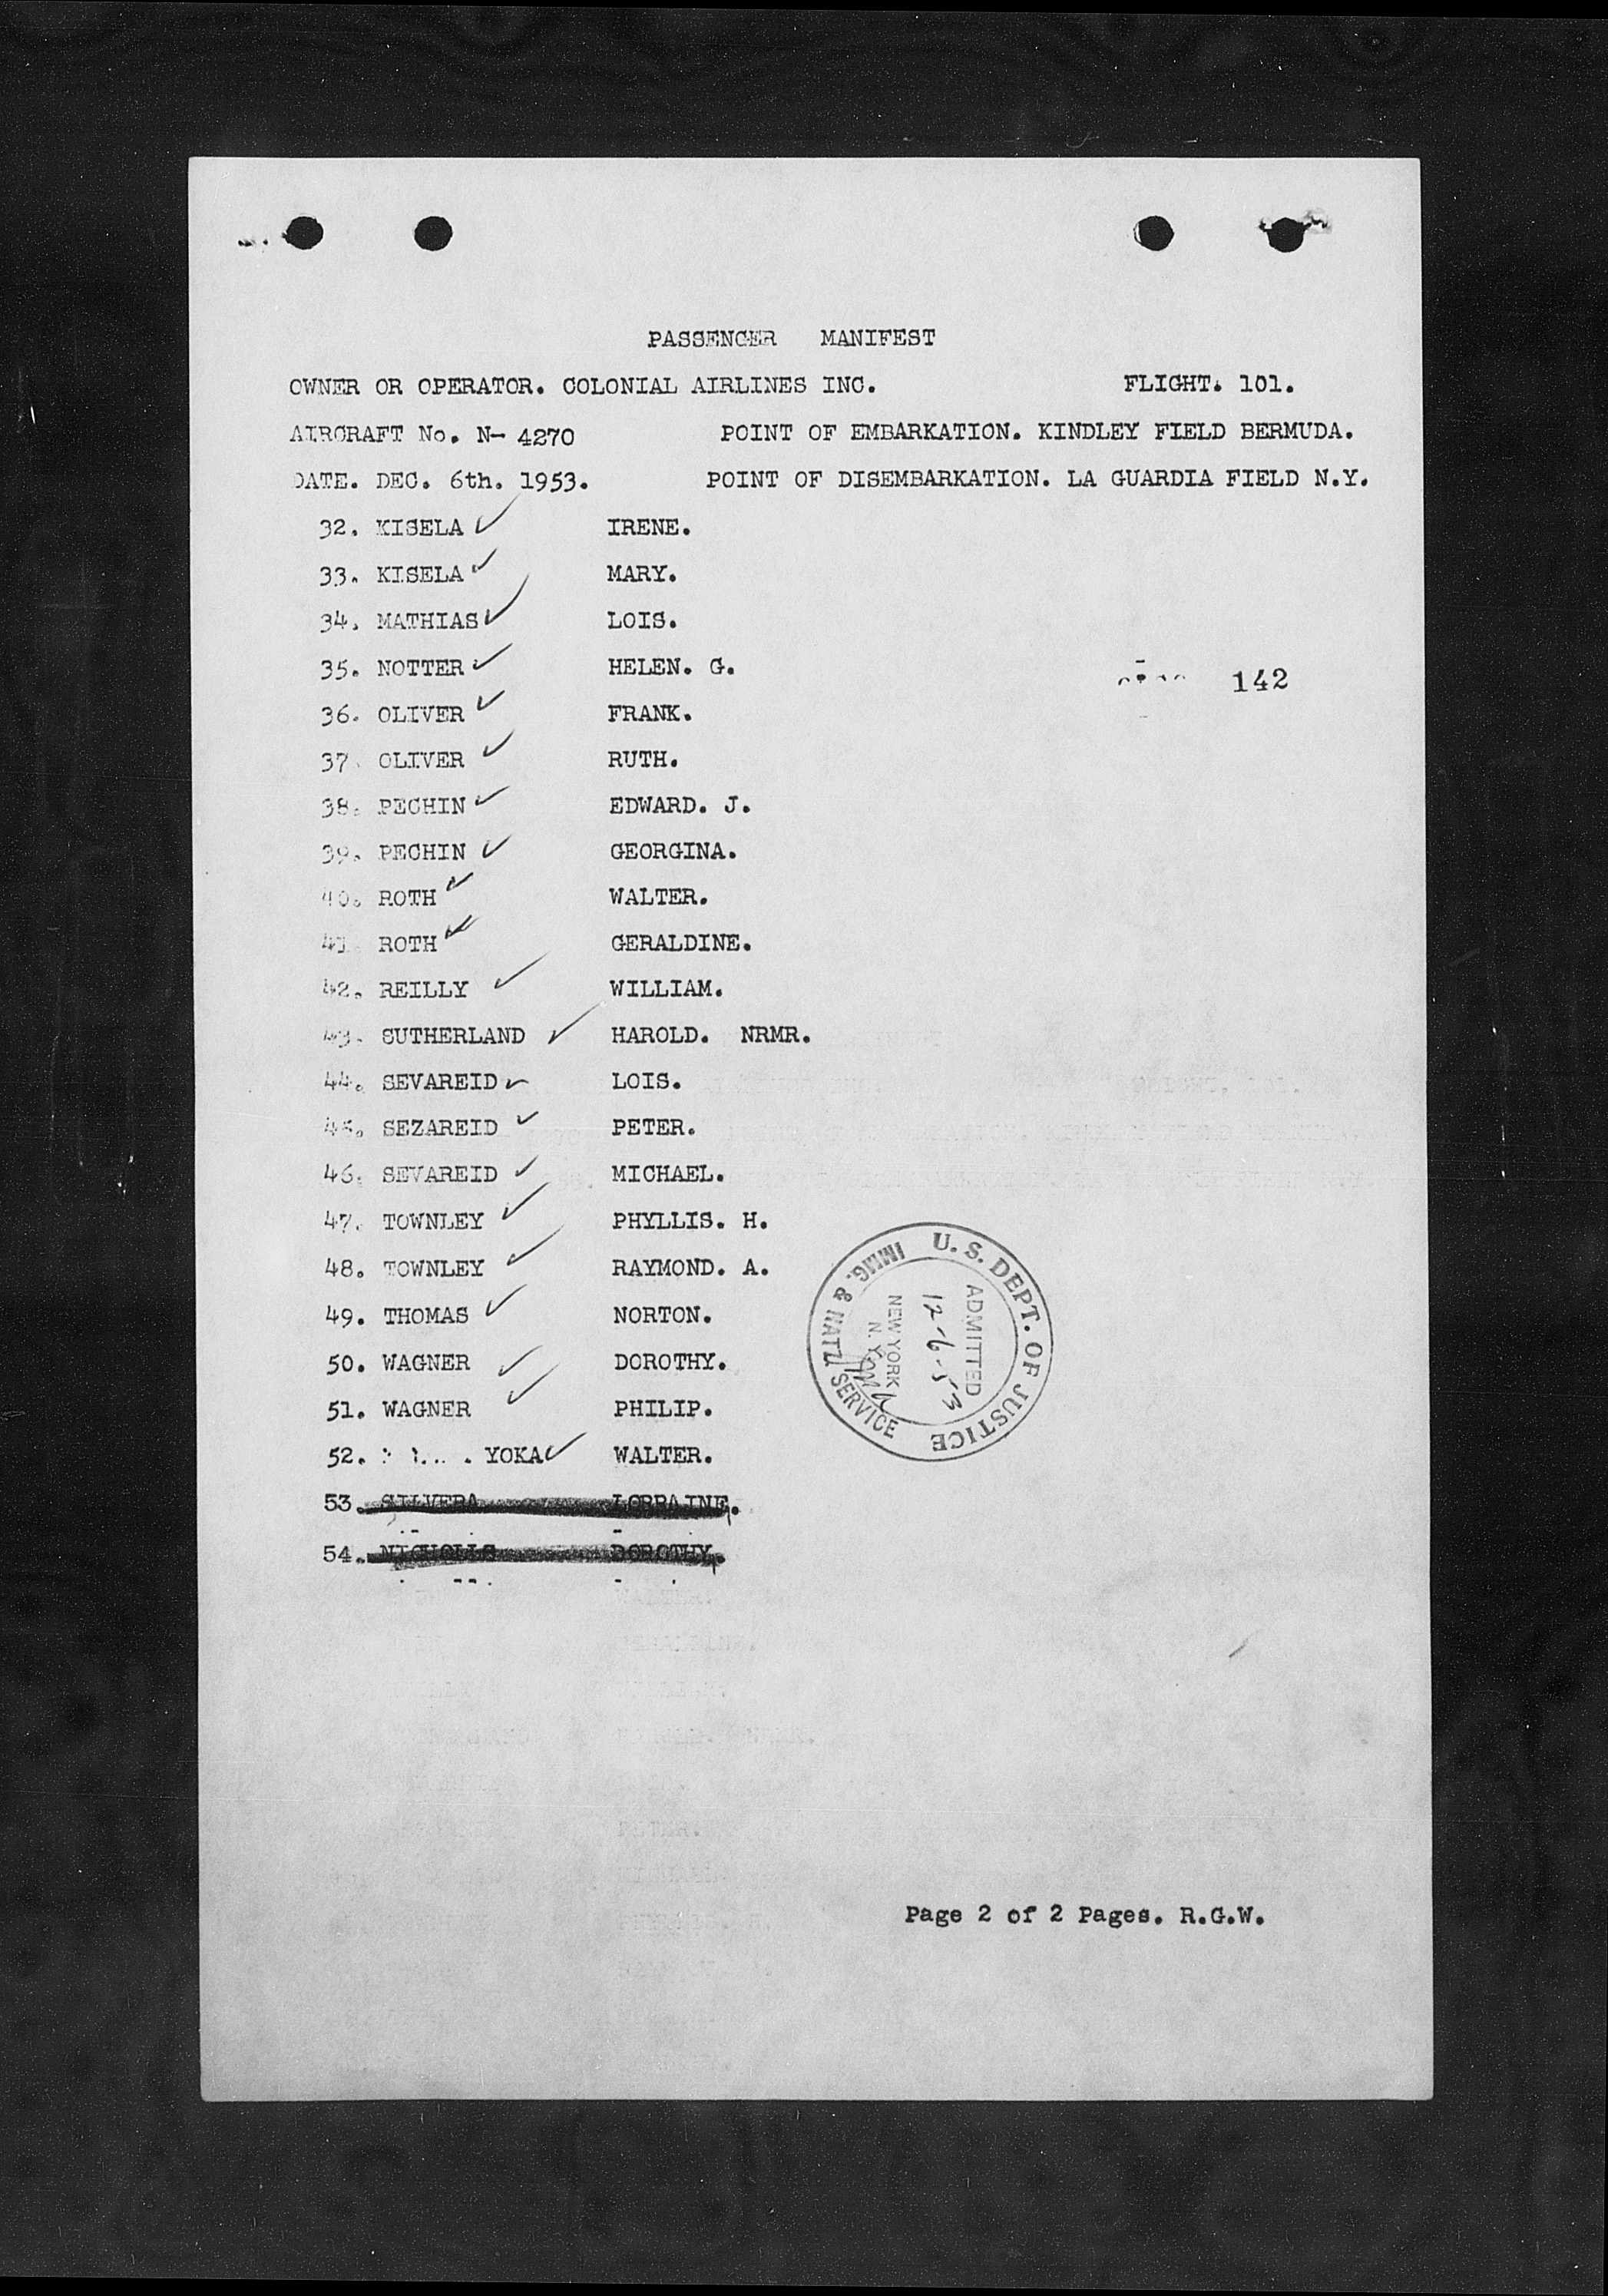 PASSENGER MANIFEST
OWNER OR OPERATOR. COLONIAL AIRLINES INC. FLIGHT. 101.
AIRCRAFT No. N- 4270 POINT OF EMBARKATION. KINDLEY FIELD BERMUDA.
DATE. DEC. 6th. 1953. POINT OF DISEMBARKATION. LA GUARDIA FIELD N.Y.
32. KISELA ✓ IRENE.
33. KISELA ✓ MARY.
34. MATHIAS ✓ LOIS.
35. NOTTER ✓ HELEN. G.
142
36. OLIVER ✓ FRANK.
37. OLIVER ✓ RUTH.
38. PECHIN ✓ EDWARD. J.
39. PECHIN ✓ GEORGINA.
40. ROTH ✓ WALTER.
41. ROTH ✓ GERALDINE.
42. REILLY ✓ WILLIAM.
43. SUTHERLAND ✓ HAROLD. NRMR.
44. SEVAREID ✓ LOIS.
45. SEZAREID ✓ PETER.
46. SEVAREID ✓ MICHAEL.
47. TOWNLEY ✓ PHYLLIS. H.
48. TOWNLEY ✓ RAYMOND. A.
49. THOMAS ✓ NORTON.
50. WAGNER ✓ DOROTHY.
51. WAGNER ✓ PHILIP.
52. YOKA ✓ WALTER.
53. SILVERA LORRAINE.
54. NICHOLLS DOROTHY.
U. S. DEPT. OF JUSTICE
IMMG. & NATZ. SERVICE
ADMITTED
12-6-53
NEW YORK
N. Y.
Page 2 of 2 Pages. R.G.W.